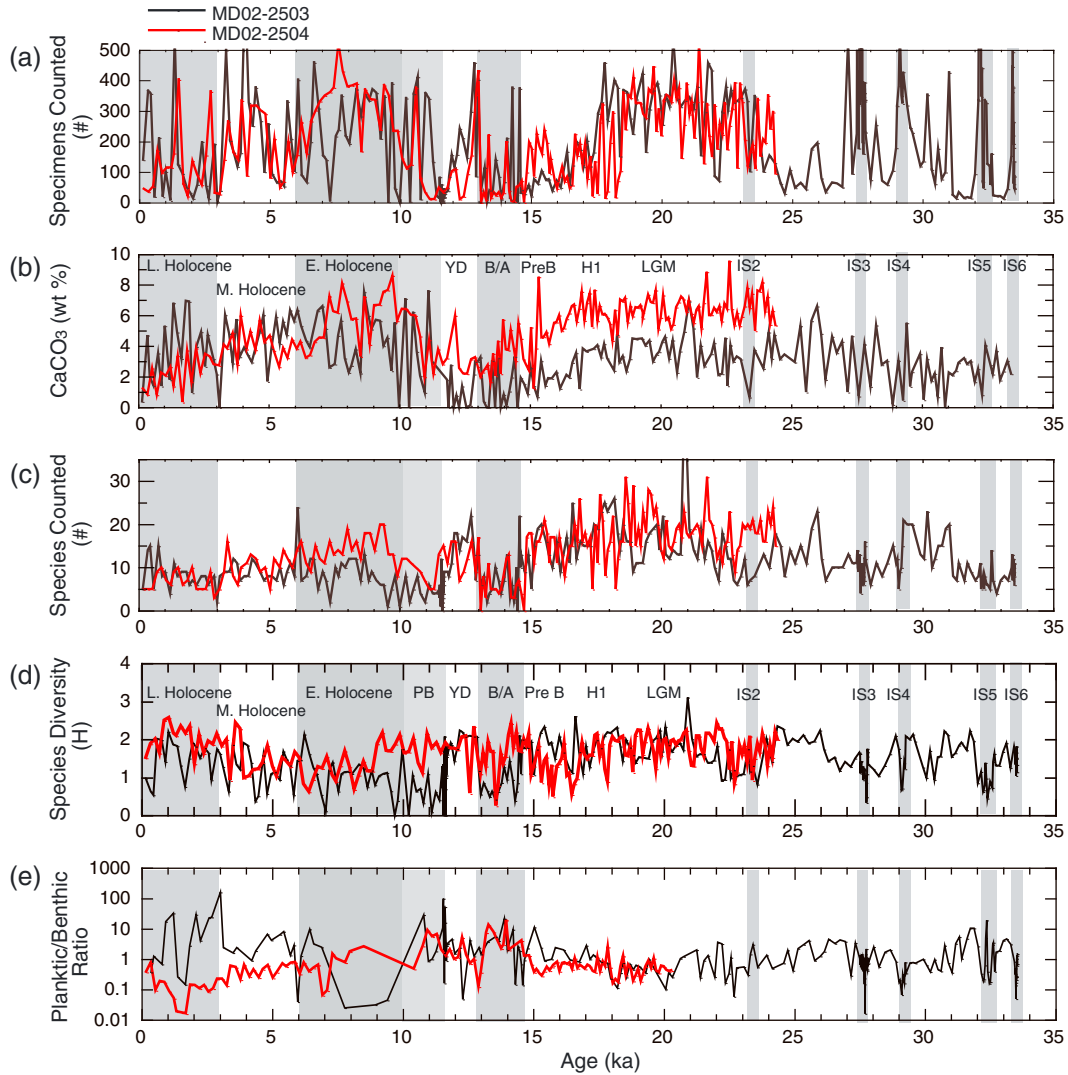 MD02-2503
MD02-2504
(a)
Specimens Counted
(#)
500
400
300
200
100
0
0 5 10 15 20 25 30 35
(b)
CaCO₃ (wt %)
10
8
6
4
2
0
L. Holocene
M. Holocene
E. Holocene
YD
B/A
PreB
H1
LGM
IS2
IS3
IS4
IS5
IS6
0 5 10 15 20 25 30 35
(c)
Species Counted
(#)
30
20
10
0
0 5 10 15 20 25 30 35
(d)
Species Diversity
(H)
4
3
2
1
0
L. Holocene
M. Holocene
E. Holocene
PB
YD
B/A
Pre B
H1
LGM
IS2
IS3
IS4
IS5
IS6
0 5 10 15 20 25 30 35
(e)
Planktic/Benthic
Ratio
1000
100
10
1
0.1
0.01
0 5 10 15 20 25 30 35
Age (ka)